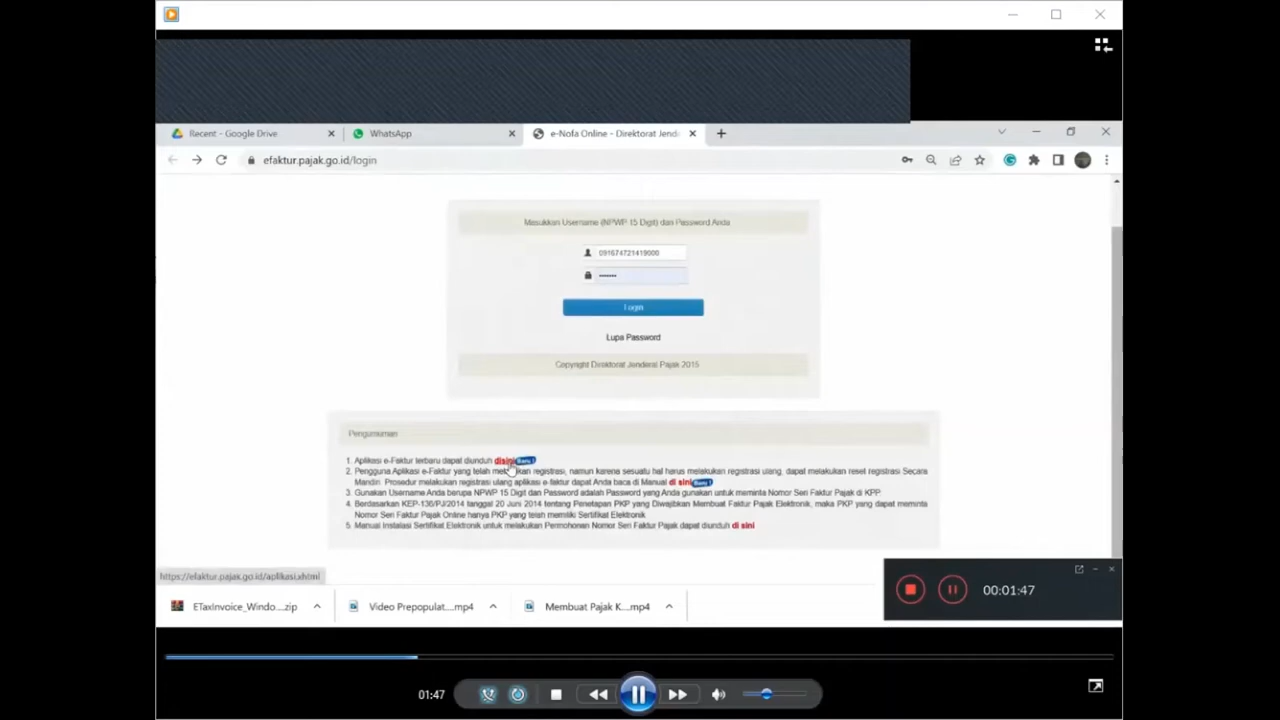 Recent - Google Drive
WhatsApp
e-Nofa Online - Direktorat Jend
efaktur.pajak.go.id/login
Masukkan Username (NPWP 15 Digit) dan Password Anda
091674721419000
Login
Lupa Password
Copyright Direktorat Jenderal Pajak 2015
Pengumuman
1. Aplikasi e-Faktur terbaru dapat diunduh disini Baru !
2. Pengguna Aplikasi e-Faktur yang telah melakukan registrasi, namun karena sesuatu hal harus melakukan registrasi ulang, dapat melakukan reset registrasi Secara
Mandiri. Prosedur melakukan registrasi ulang aplikasi e-faktur dapat Anda baca di Manual di sini Baru !
3. Gunakan Username Anda berupa NPWP 15 Digit dan Password adalah Password yang Anda gunakan untuk meminta Nomor Seri Faktur Pajak di KPP
4. Berdasarkan KEP-136/PJ/2014 tanggal 20 Juni 2014 tentang Penetapan PKP yang Diwajibkan Membuat Faktur Pajak Elektronik, maka PKP yang dapat meminta
Nomor Seri Faktur Pajak Online hanya PKP yang telah memiliki Sertifikat Elektronik
5. Manual Instalasi Sertifikat Elektronik untuk melakukan Permohonan Nomor Seri Faktur Pajak dapat diunduh di sini
https://efaktur.pajak.go.id/aplikasi.xhtml
ETaxInvoice_Windo....zip
Video Prepopulat....mp4
Membuat Pajak K....mp4
00:01:47
01:47